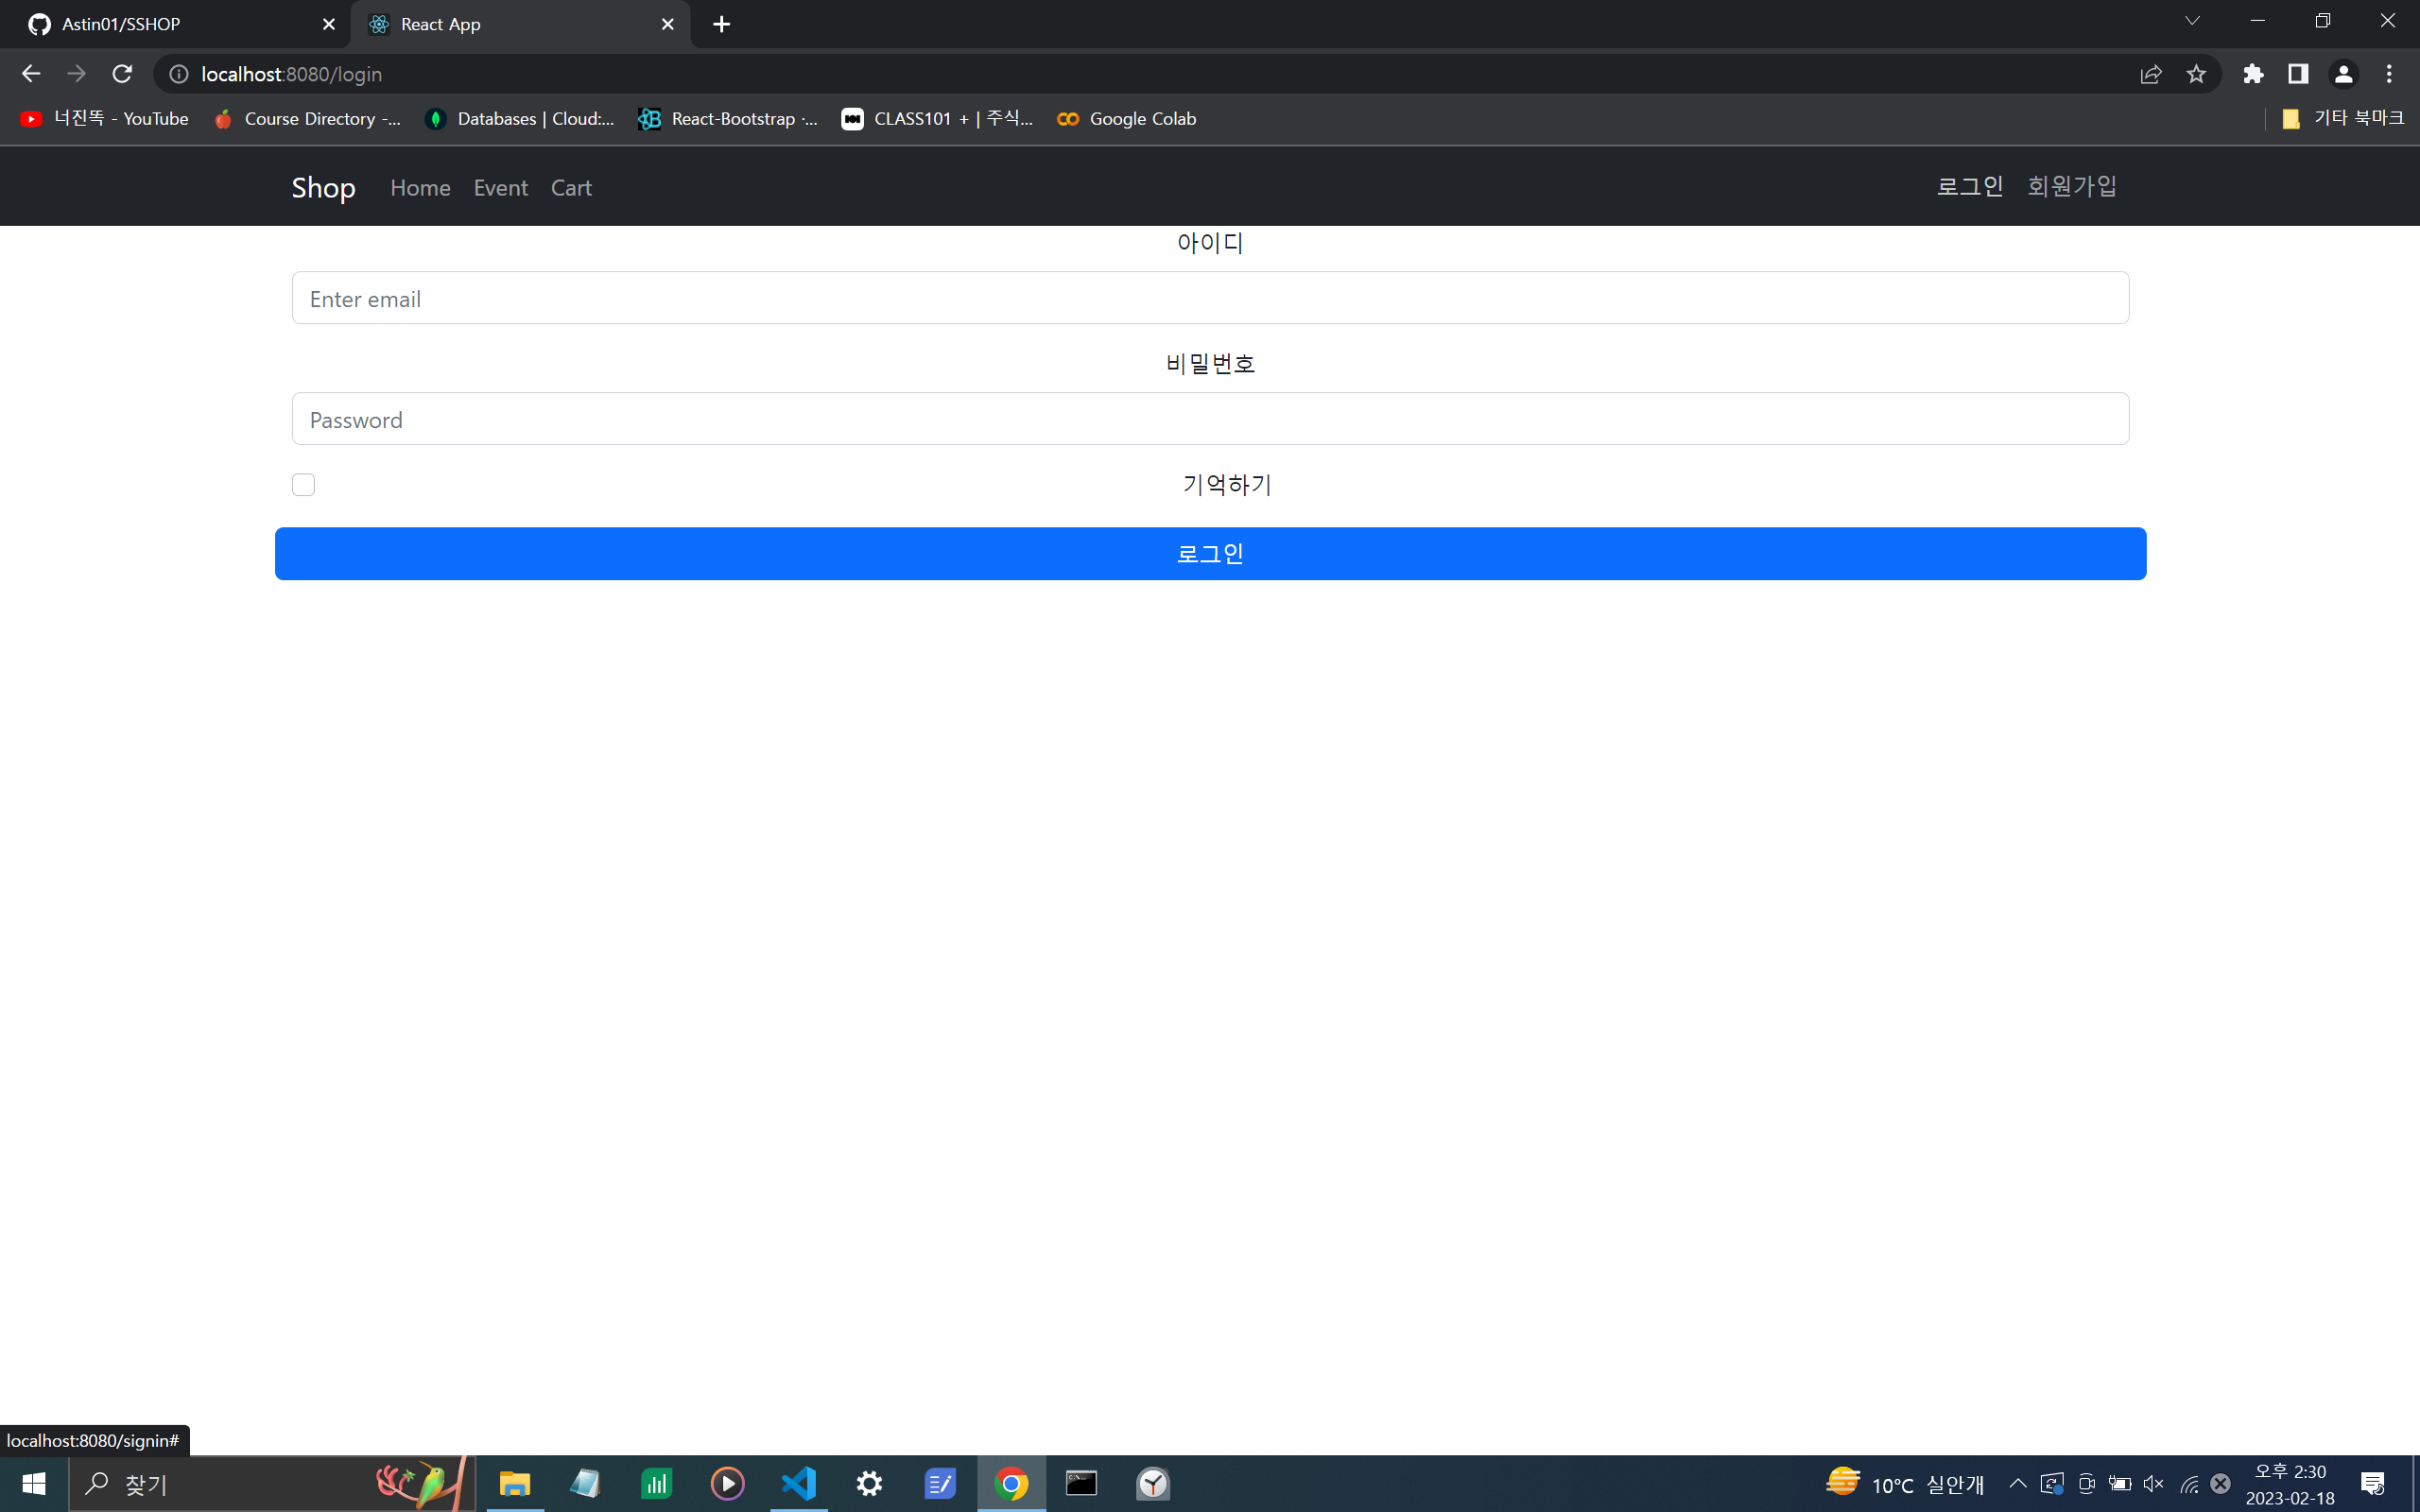 Astin01/SSHOP
React App
localhost:8080/login
너진똑 - YouTube
Course Directory -...
Databases | Cloud:...
React-Bootstrap ·...
CLASS101 + | 주식...
Google Colab
기타 북마크
Shop
Home
Event
Cart
로그인
회원가입
아이디
Enter email
비밀번호
Password
기억하기
로그인
localhost:8080/signin#
찾기
10°C 실안개
오후 2:30
2023-02-18